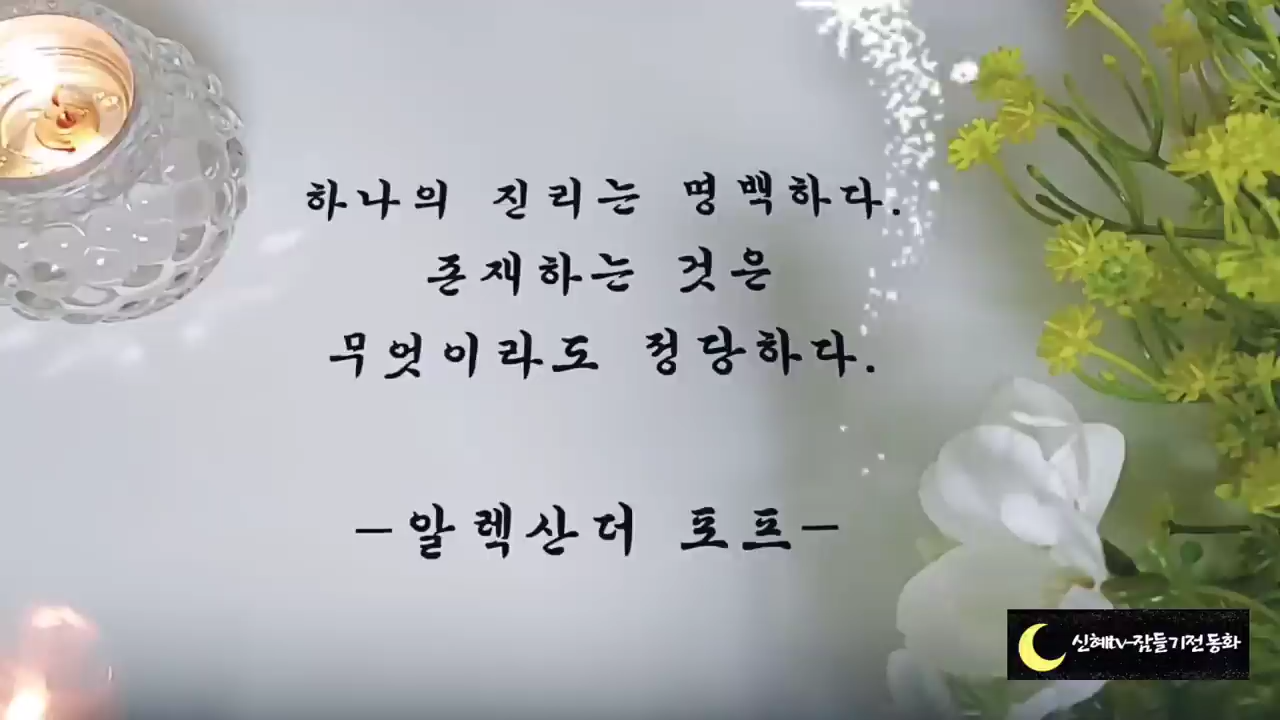 하나의 진리는 명백하다.
존재하는 것은
무엇이라도 정당하다.
-알렉산더 포프-
신혜tv-잠들기전 동화